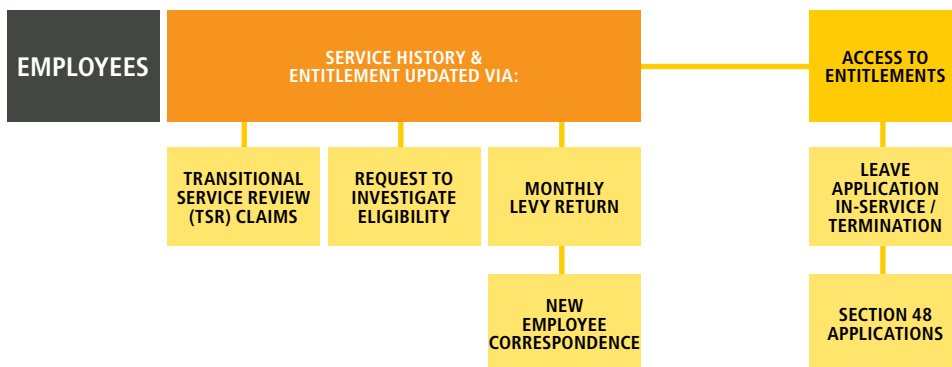 EMPLOYEES
SERVICE HISTORY &
ENTITLEMENT UPDATED VIA:
ACCESS TO
ENTITLEMENTS
TRANSITIONAL
SERVICE REVIEW
(TSR) CLAIMS
REQUEST TO
INVESTIGATE
ELIGIBILITY
MONTHLY
LEVY RETURN
LEAVE
APPLICATION
IN-SERVICE /
TERMINATION
NEW
EMPLOYEE
CORRESPONDENCE
SECTION 48
APPLICATIONS